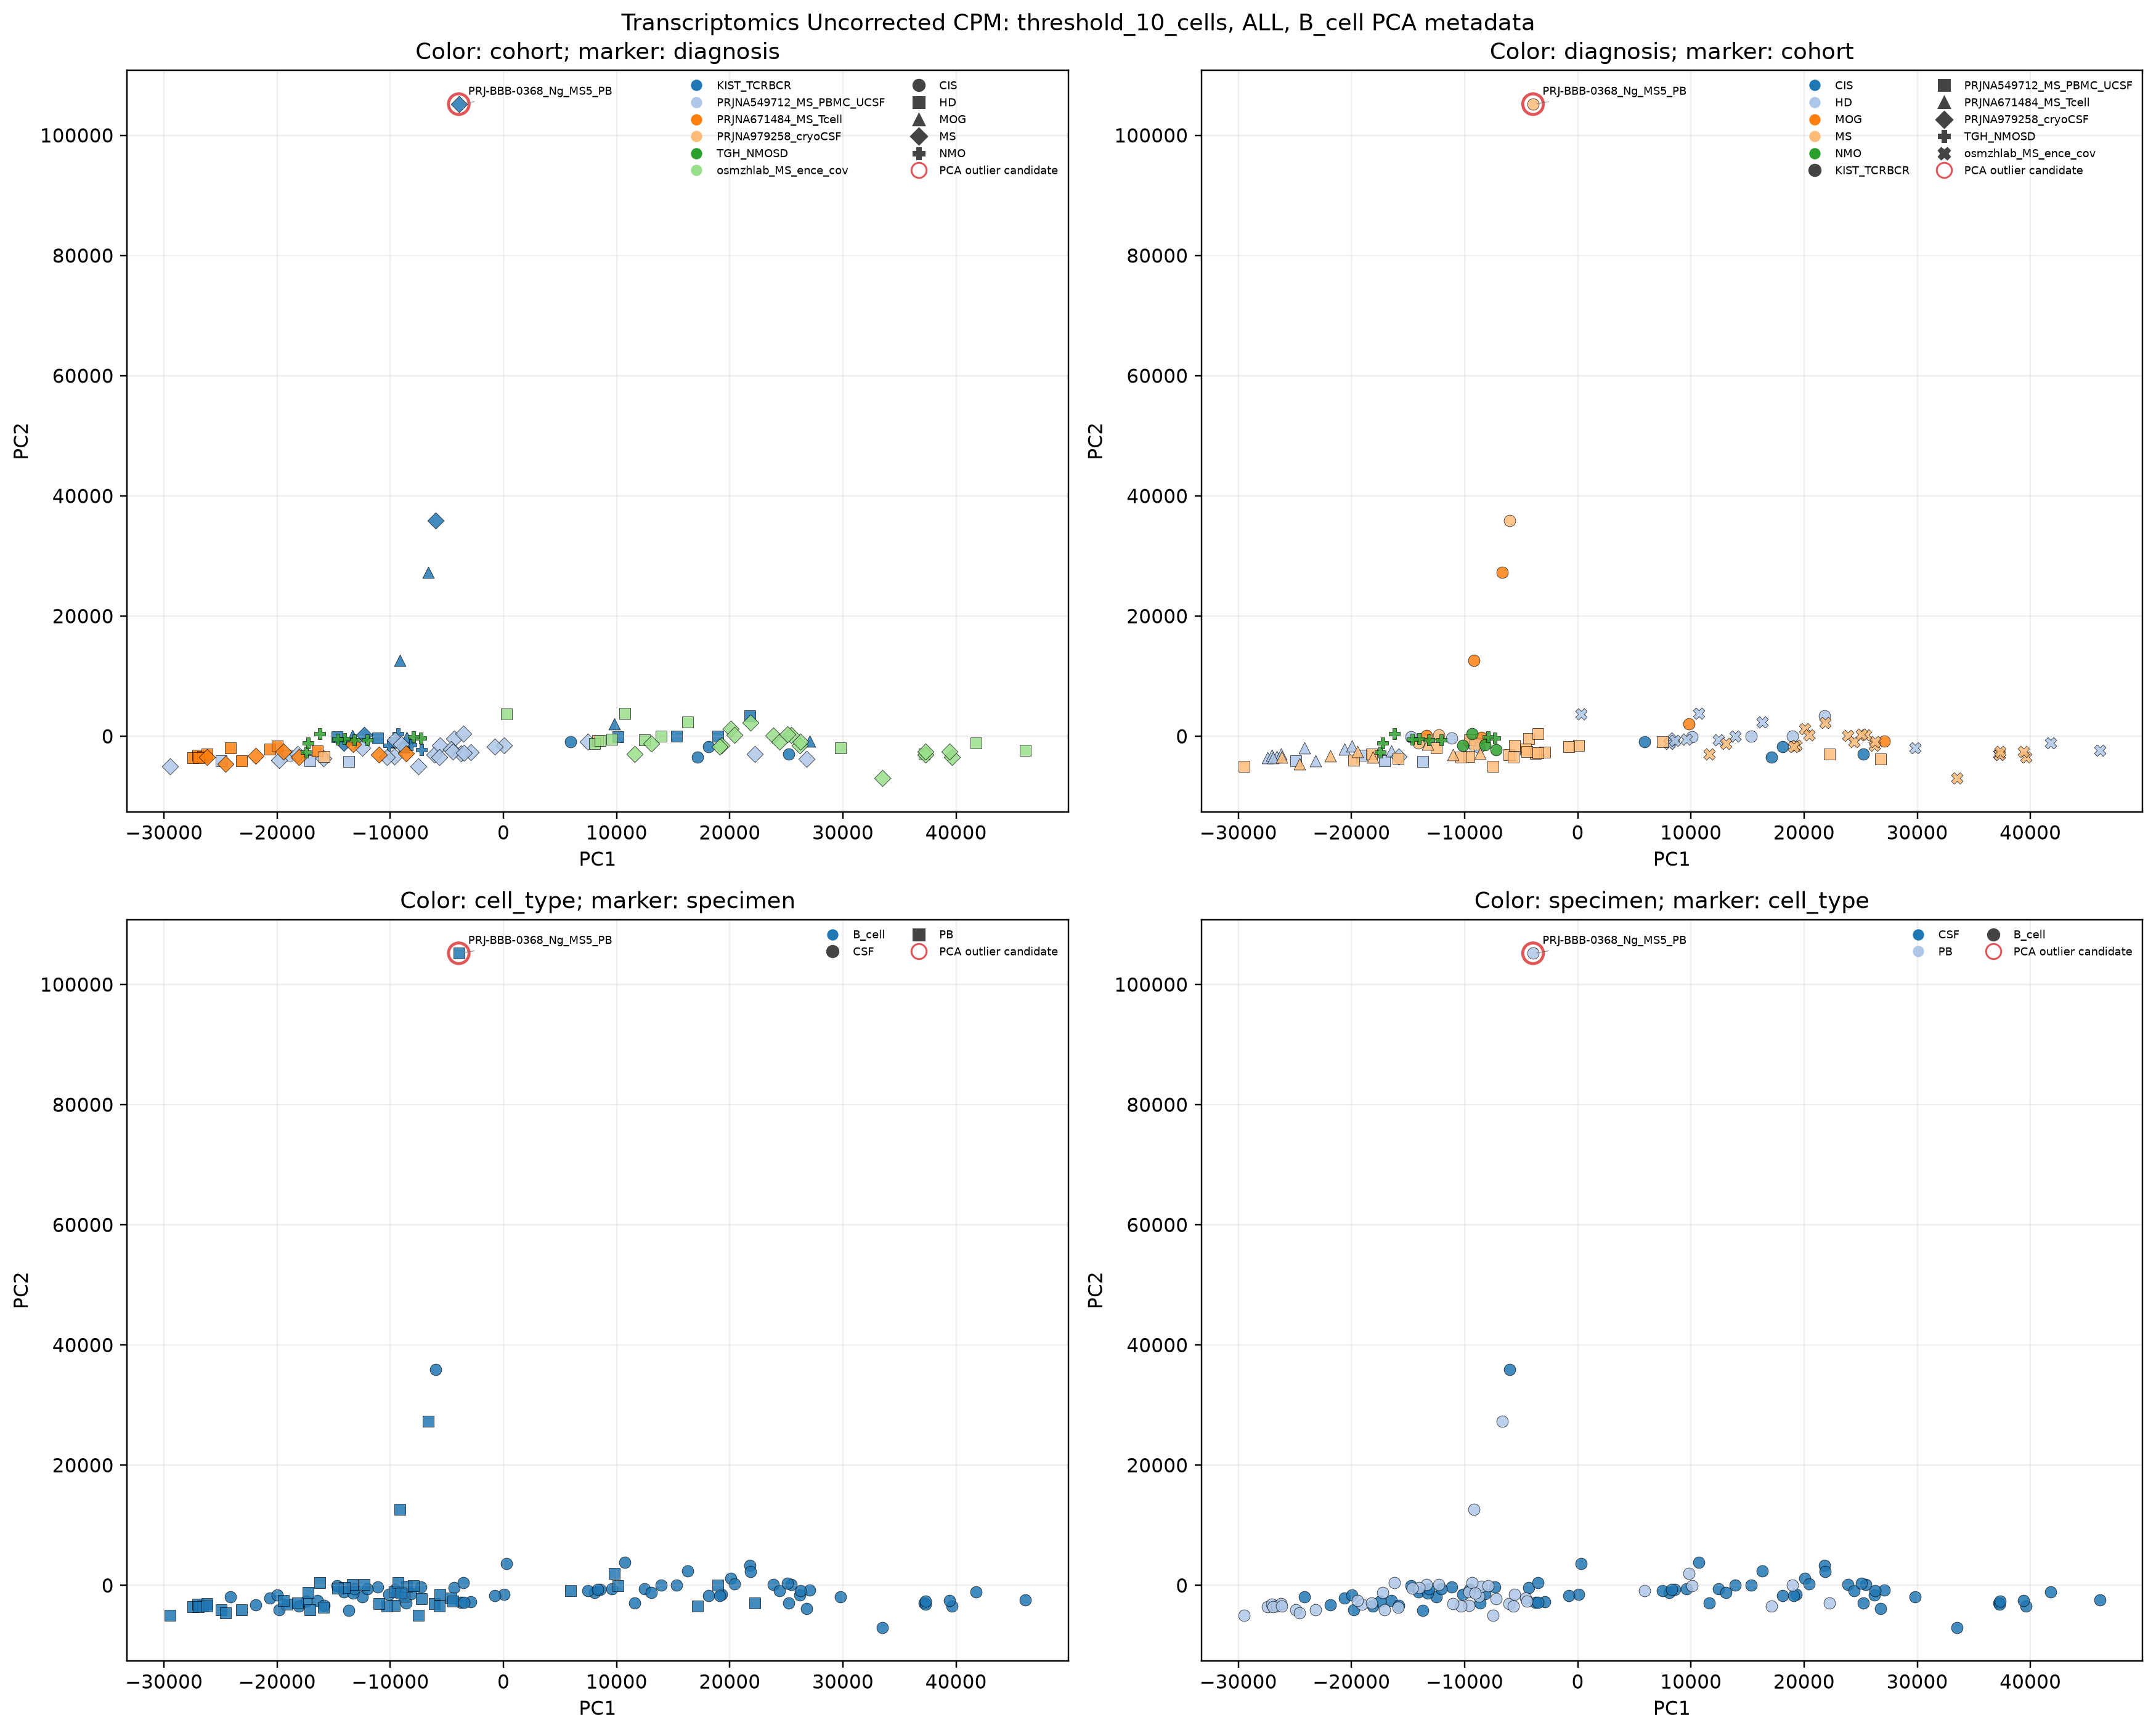 Transcriptomics Uncorrected CPM: threshold_10_cells, ALL, B_cell PCA metadata
Color: cohort; marker: diagnosis
PRJ-BBB-0368_Ng_MS5_PB
KIST_TCRBCR
PRJNA549712_MS_PBMC_UCSF
PRJNA671484_MS_Tcell
PRJNA979258_cryoCSF
TGH_NMOSD
osmzhlab_MS_ence_cov
CIS
HD
MOG
MS
NMO
PCA outlier candidate
100000
80000
60000
40000
20000
0
PC2
−30000 −20000 −10000 0 10000 20000 30000 40000
PC1
Color: diagnosis; marker: cohort
PRJ-BBB-0368_Ng_MS5_PB
CIS
HD
MOG
MS
NMO
KIST_TCRBCR
PRJNA549712_MS_PBMC_UCSF
PRJNA671484_MS_Tcell
PRJNA979258_cryoCSF
TGH_NMOSD
osmzhlab_MS_ence_cov
PCA outlier candidate
100000
80000
60000
40000
20000
0
PC2
−30000 −20000 −10000 0 10000 20000 30000 40000
PC1
Color: cell_type; marker: specimen
PRJ-BBB-0368_Ng_MS5_PB
B_cell
CSF
PB
PCA outlier candidate
100000
80000
60000
40000
20000
0
PC2
−30000 −20000 −10000 0 10000 20000 30000 40000
PC1
Color: specimen; marker: cell_type
PRJ-BBB-0368_Ng_MS5_PB
CSF
PB
B_cell
PCA outlier candidate
100000
80000
60000
40000
20000
0
PC2
−30000 −20000 −10000 0 10000 20000 30000 40000
PC1